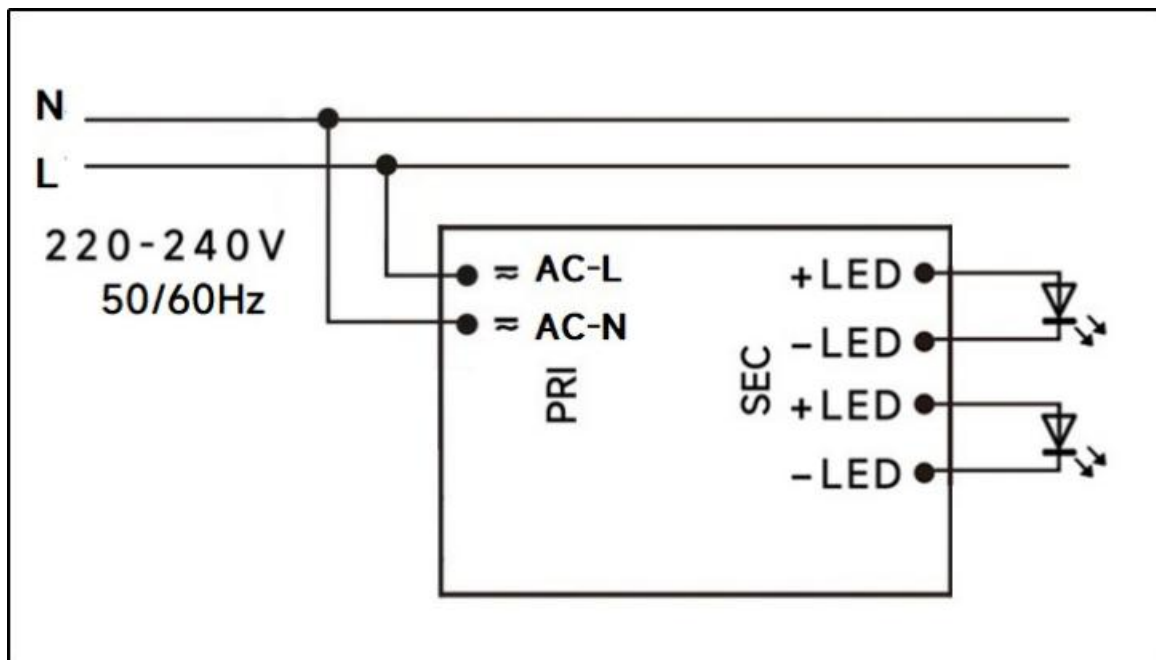 N
L
220-240V
50/60Hz
≂ AC-L
≂ AC-N
PRI
SEC
+LED
-LED
+LED
-LED